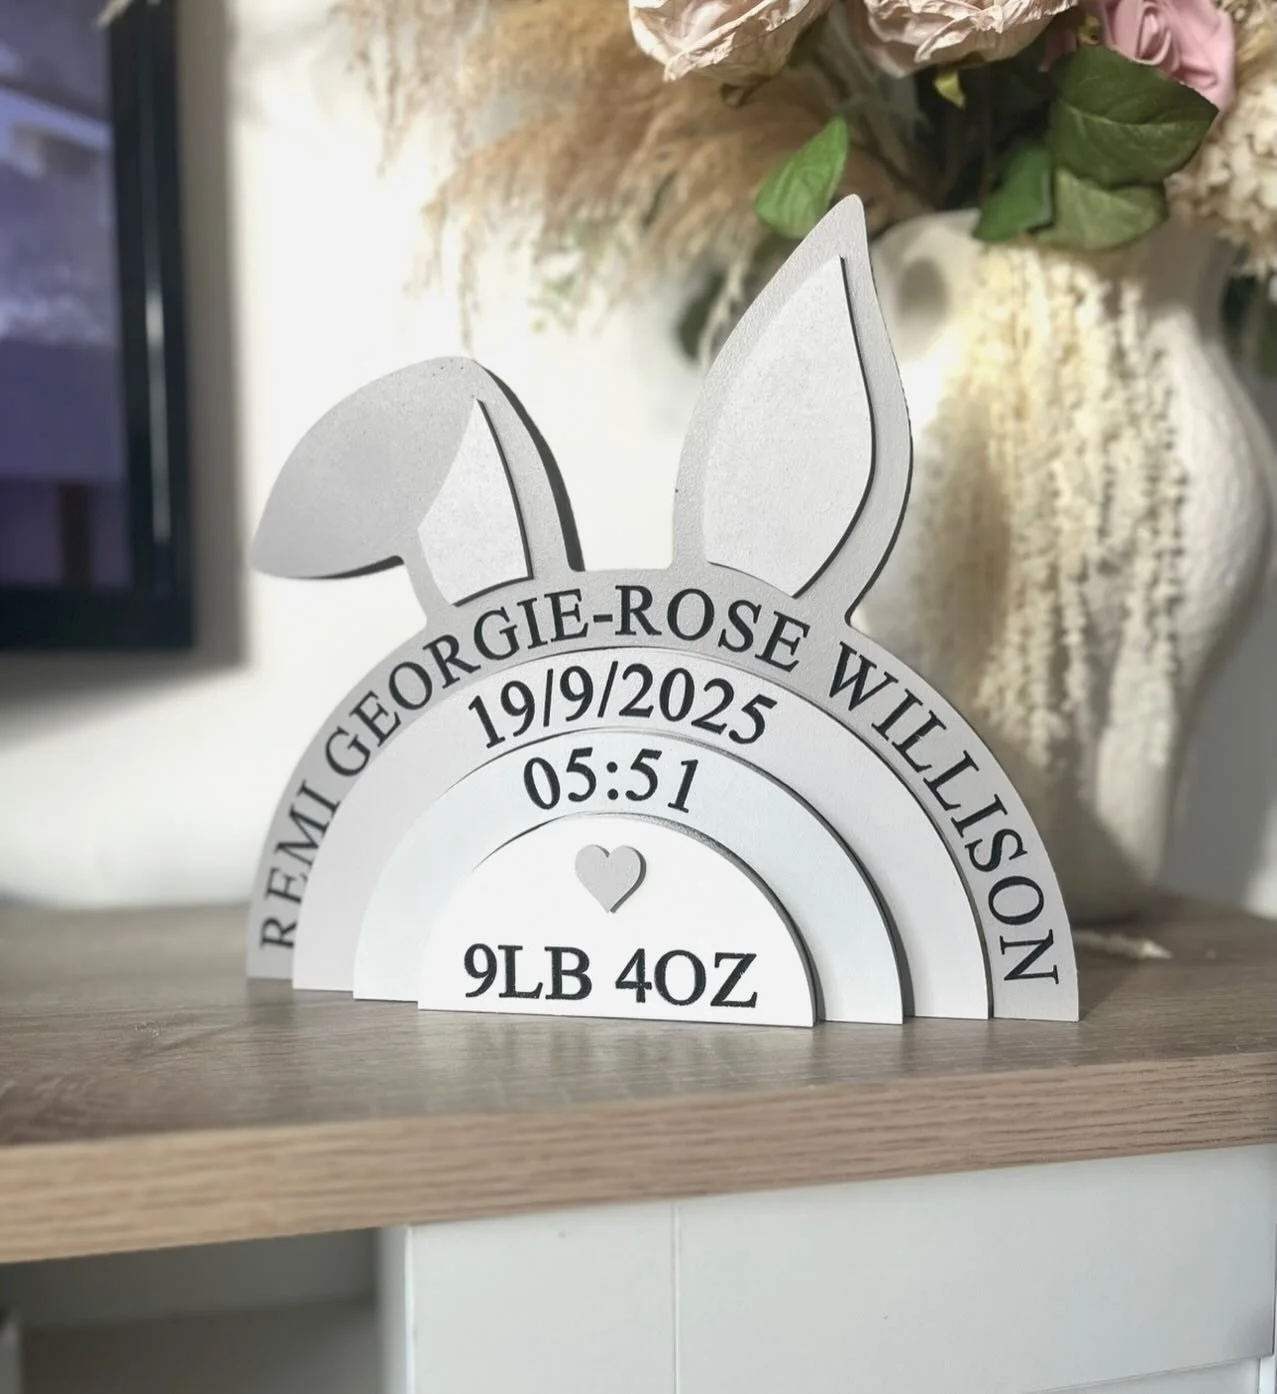 REMI GEORGIE-ROSE WILLISON
19/9/2025
05:51
9LB 4OZ